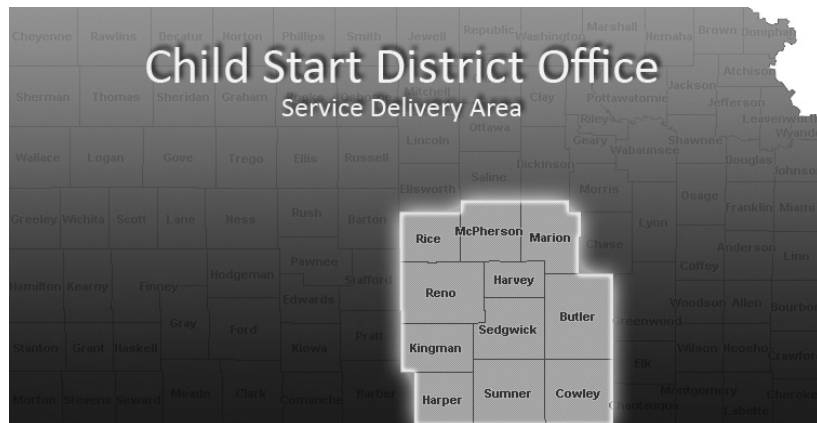 Cheyenne Rawlins Decatur Norton Phillips Smith Jewell Republic Washington Marshall Nemaha Brown Doniphan
Child Start District Office
Atchison
Jackson
Sherman Thomas Sheridan Graham Mitchell Clay Pottawatomie Jefferson
Service Delivery Area
Leavenworth
Riley Wyando
Ottawa
Lincoln Geary Wabaunsee Shawnee
Wallace Logan Gove Trego Ellis Russell Dickinson Douglas
Johnso
Saline
Ellsworth Morris
Osage
Franklin Miami
Greeley Wichita Scott Lane Ness Rush Barton Lyon
Rice McPherson Marion Chase
Anderson Linn
Pawnee Coffey
Hodgeman Stafford
Hamilton Kearny Finney Reno Harvey
Edwards Woodson Allen Bourbo
Gray Ford Butler Greenwood
Sedgwick
Pratt
Stanton Grant Haskell Kiowa Kingman Wilson Neosho Crawfor
Elk
Morton Stevens Seward Meade Clark Comanche Barber Harper Sumner Cowley Montgomery Cheroke
Chautauqua Labette